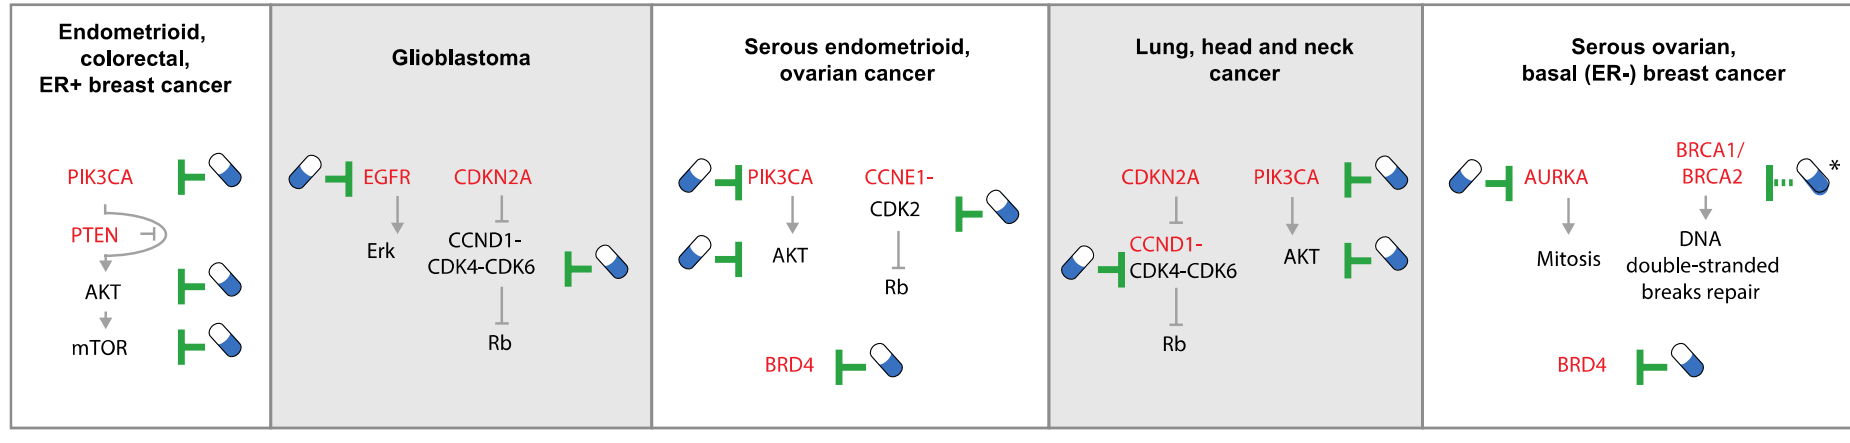 Endometrioid,
colorectal,
ER+ breast cancer
PIK3CA
PTEN
AKT
mTOR
Glioblastoma
EGFR
Erk
CDKN2A
CCND1-
CDK4-CDK6
Rb
Serous endometrioid,
ovarian cancer
PIK3CA
AKT
CCNE1-
CDK2
Rb
BRD4
Lung, head and neck
cancer
CDKN2A
CCND1-
CDK4-CDK6
Rb
PIK3CA
AKT
Serous ovarian,
basal (ER-) breast cancer
AURKA
Mitosis
BRCA1/
BRCA2
*
DNA
double-stranded
breaks repair
BRD4